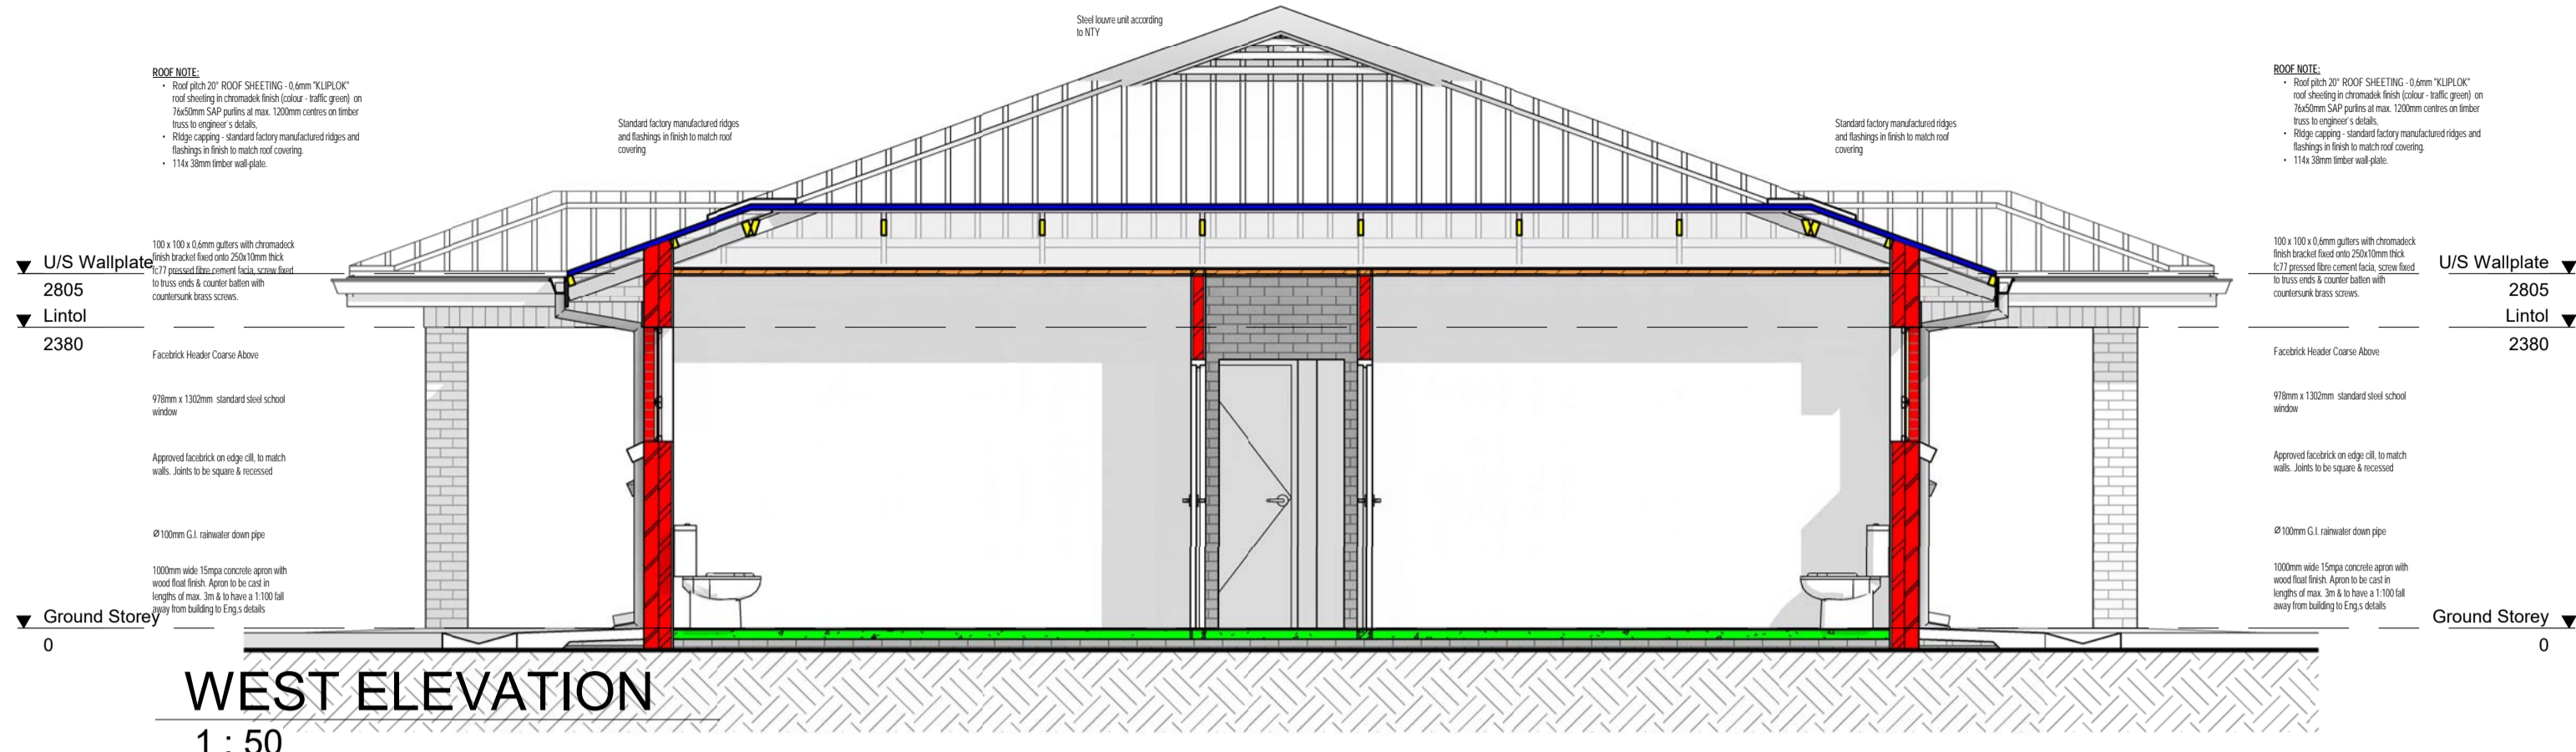 Steel louvre unit according
to NTY
ROOF NOTE:
• Roof pitch 20° ROOF SHEETING - 0,6mm "KLIPLOK"
roof sheeting in chromadek finish (colour - traffic green) on
76x50mm SAP purlins at max. 1200mm centres on timber
truss to engineer`s details,
• RIdge capping - standard factory manufactured ridges and
flashings in finish to match roof covering.
• 114x 38mm timber wall-plate.
Standard factory manufactured ridges
and flashings in finish to match roof
covering
Standard factory manufactured ridges
and flashings in finish to match roof
covering
ROOF NOTE:
• Roof pitch 20° ROOF SHEETING - 0,6mm "KLIPLOK"
roof sheeting in chromadek finish (colour - traffic green) on
76x50mm SAP purlins at max. 1200mm centres on timber
truss to engineer`s details,
• RIdge capping - standard factory manufactured ridges and
flashings in finish to match roof covering.
• 114x 38mm timber wall-plate.
U/S Wallplate
2805
Lintol
2380
Ground Storey
0
100 x 100 x 0,6mm gutters with chromadeck
finish bracket fixed onto 250x10mm thick
fc77 pressed fibre cement facia, screw fixed
to truss ends & counter batten with
countersunk brass screws.
Facebrick Header Coarse Above
978mm x 1302mm standard steel school
window
Approved facebrick on edge cill, to match
walls. Joints to be square & recessed
Ø100mm G.I. rainwater down pipe
1000mm wide 15mpa concrete apron with
wood float finish. Apron to be cast in
lengths of max. 3m & to have a 1:100 fall
away from building to Eng,s details
100 x 100 x 0,6mm gutters with chromadeck
finish bracket fixed onto 250x10mm thick
fc77 pressed fibre cement facia, screw fixed
to truss ends & counter batten with
countersunk brass screws.
Facebrick Header Coarse Above
978mm x 1302mm standard steel school
window
Approved facebrick on edge cill, to match
walls. Joints to be square & recessed
Ø100mm G.I. rainwater down pipe
1000mm wide 15mpa concrete apron with
wood float finish. Apron to be cast in
lengths of max. 3m & to have a 1:100 fall
away from building to Eng,s details
U/S Wallplate
2805
Lintol
2380
Ground Storey
0
WEST ELEVATION
1 : 50